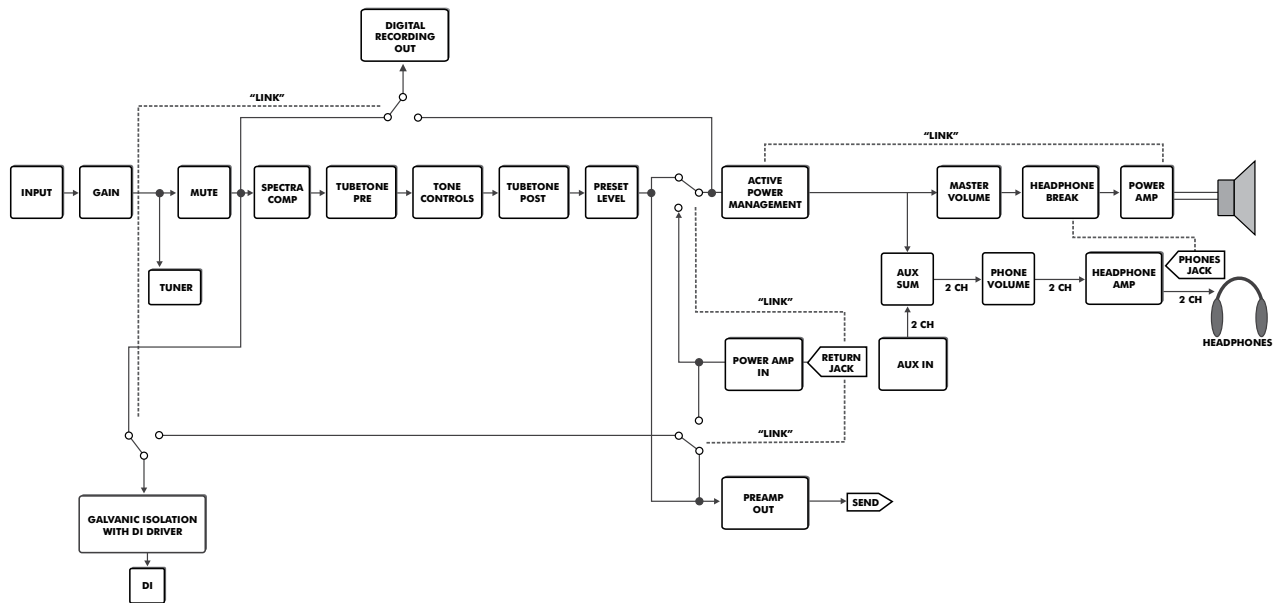 DIGITAL
RECORDING
OUT
“LINK”
“LINK”
INPUT
GAIN
MUTE
SPECTRA
COMP
TUBETONE
PRE
TONE
CONTROLS
TUBETONE
POST
PRESET
LEVEL
ACTIVE
POWER
MANAGEMENT
MASTER
VOLUME
HEADPHONE
BREAK
POWER
AMP
TUNER
AUX
SUM
2 CH
PHONE
VOLUME
2 CH
HEADPHONE
AMP
PHONES
JACK
2 CH
HEADPHONES
“LINK”
2 CH
POWER AMP
IN
RETURN
JACK
AUX IN
“LINK”
GALVANIC ISOLATION
WITH DI DRIVER
PREAMP
OUT
SEND
DI